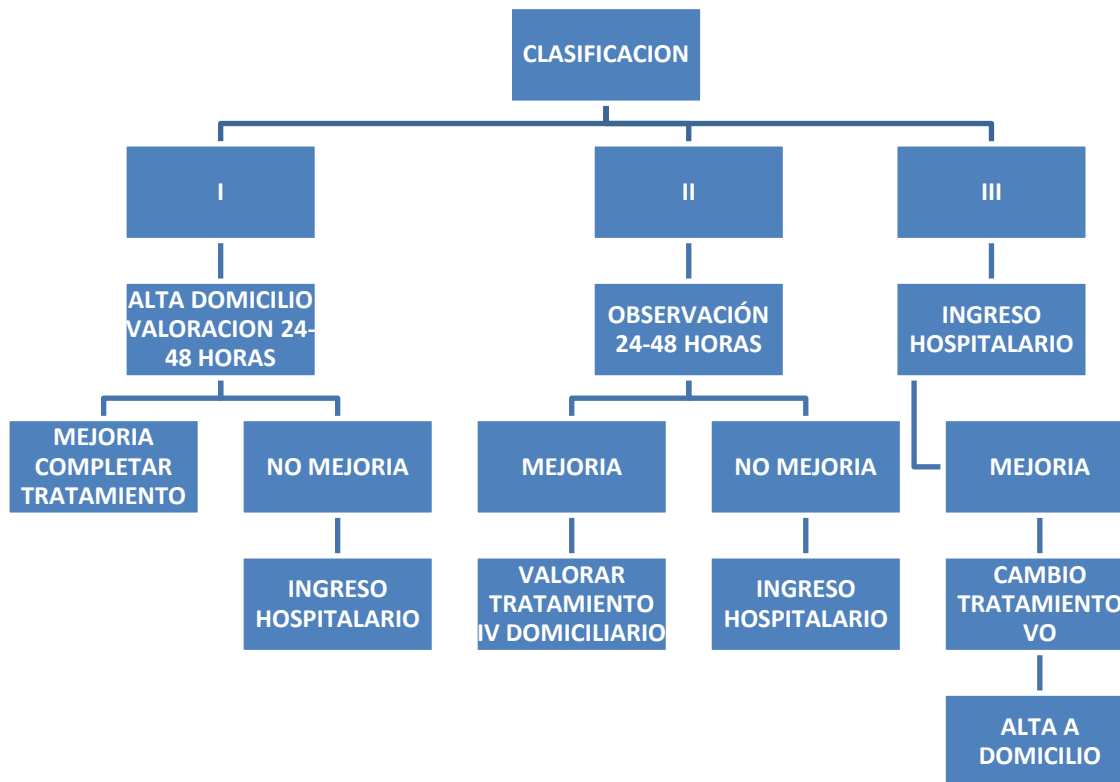 CLASIFICACION
I
II
III
ALTA DOMICILIO
VALORACION 24-
48 HORAS
OBSERVACIÓN
24-48 HORAS
INGRESO
HOSPITALARIO
MEJORIA
COMPLETAR
TRATAMIENTO
NO MEJORIA
MEJORIA
NO MEJORIA
MEJORIA
INGRESO
HOSPITALARIO
VALORAR
TRATAMIENTO
IV DOMICILIARIO
INGRESO
HOSPITALARIO
CAMBIO
TRATAMIENTO
VO
ALTA A
DOMICILIO